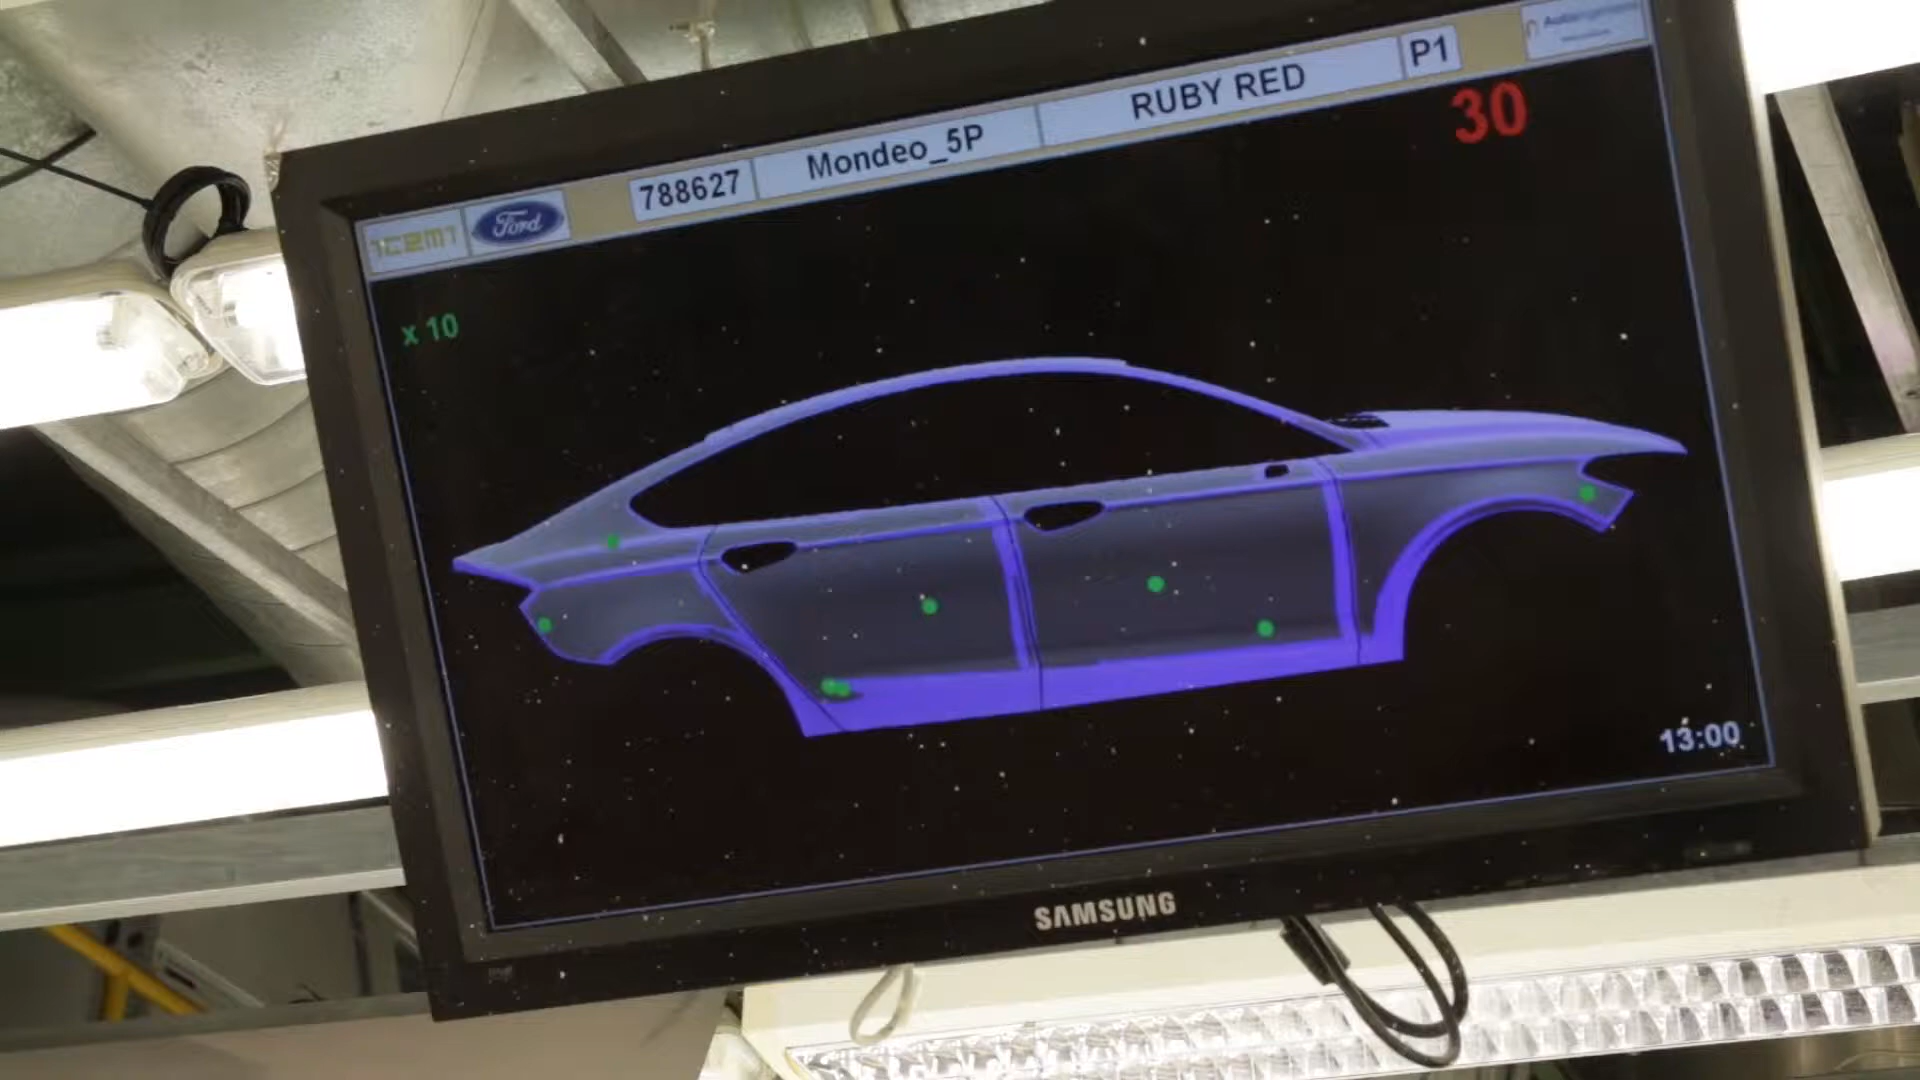 Ford
788627
Mondeo_5P
RUBY RED
P1
30
x 10
13:00
SAMSUNG